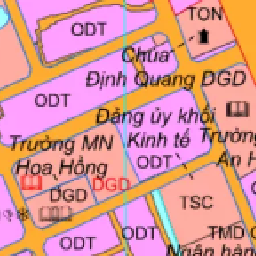 TON
ODT
Chùa
Định Quang DGD
ODT
Đảng ủy khối
Trường MN
Kinh tế
Trường
Hoa Hồng
ODT
An H
DGD
DGD
TSC
ODT
ODT
TMD
Ngân hàn